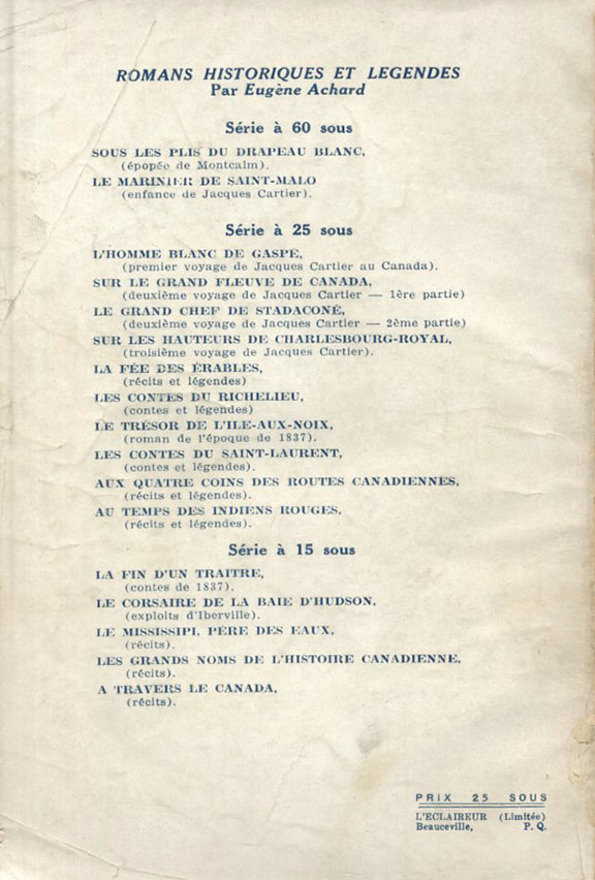 ROMANS HISTORIQUES ET LEGENDES
Par Eugène Achard
Série à 60 sous
SOUS LES PLIS DU DRAPEAU BLANC,
(épopée de Montcalm).
LE MARINIER DE SAINT-MALO
(enfance de Jacques Cartier).
Série à 25 sous
L'HOMME BLANC DE GASPÉ,
(premier voyage de Jacques Cartier au Canada).
SUR LE GRAND FLEUVE DE CANADA,
(deuxième voyage de Jacques Cartier — 1ère partie)
LE GRAND CHEF DE STADACONÉ,
(deuxième voyage de Jacques Cartier — 2ème partie)
SUR LES HAUTEURS DE CHARLESBOURG-ROYAL,
(troisième voyage de Jacques Cartier).
LA FÉE DES ÉRABLES,
(récits et légendes)
LES CONTES DU RICHELIEU,
(contes et légendes)
LE TRÉSOR DE L'ILE-AUX-NOIX,
(roman de l'époque de 1837).
LES CONTES DU SAINT-LAURENT,
(contes et légendes).
AUX QUATRE COINS DES ROUTES CANADIENNES,
(récits et légendes).
AU TEMPS DES INDIENS ROUGES,
(récits et légendes).
Série à 15 sous
LA FIN D'UN TRAITRE,
(contes de 1837).
LE CORSAIRE DE LA BAIE D'HUDSON,
(exploits d'Iberville).
LE MISSISSIPI, PÈRE DES EAUX,
(récits).
LES GRANDS NOMS DE L'HISTOIRE CANADIENNE,
(récits).
A TRAVERS LE CANADA,
(récits).
PRIX 25 SOUS
L'ECLAIREUR (Limitée)
Beauceville, P. Q.